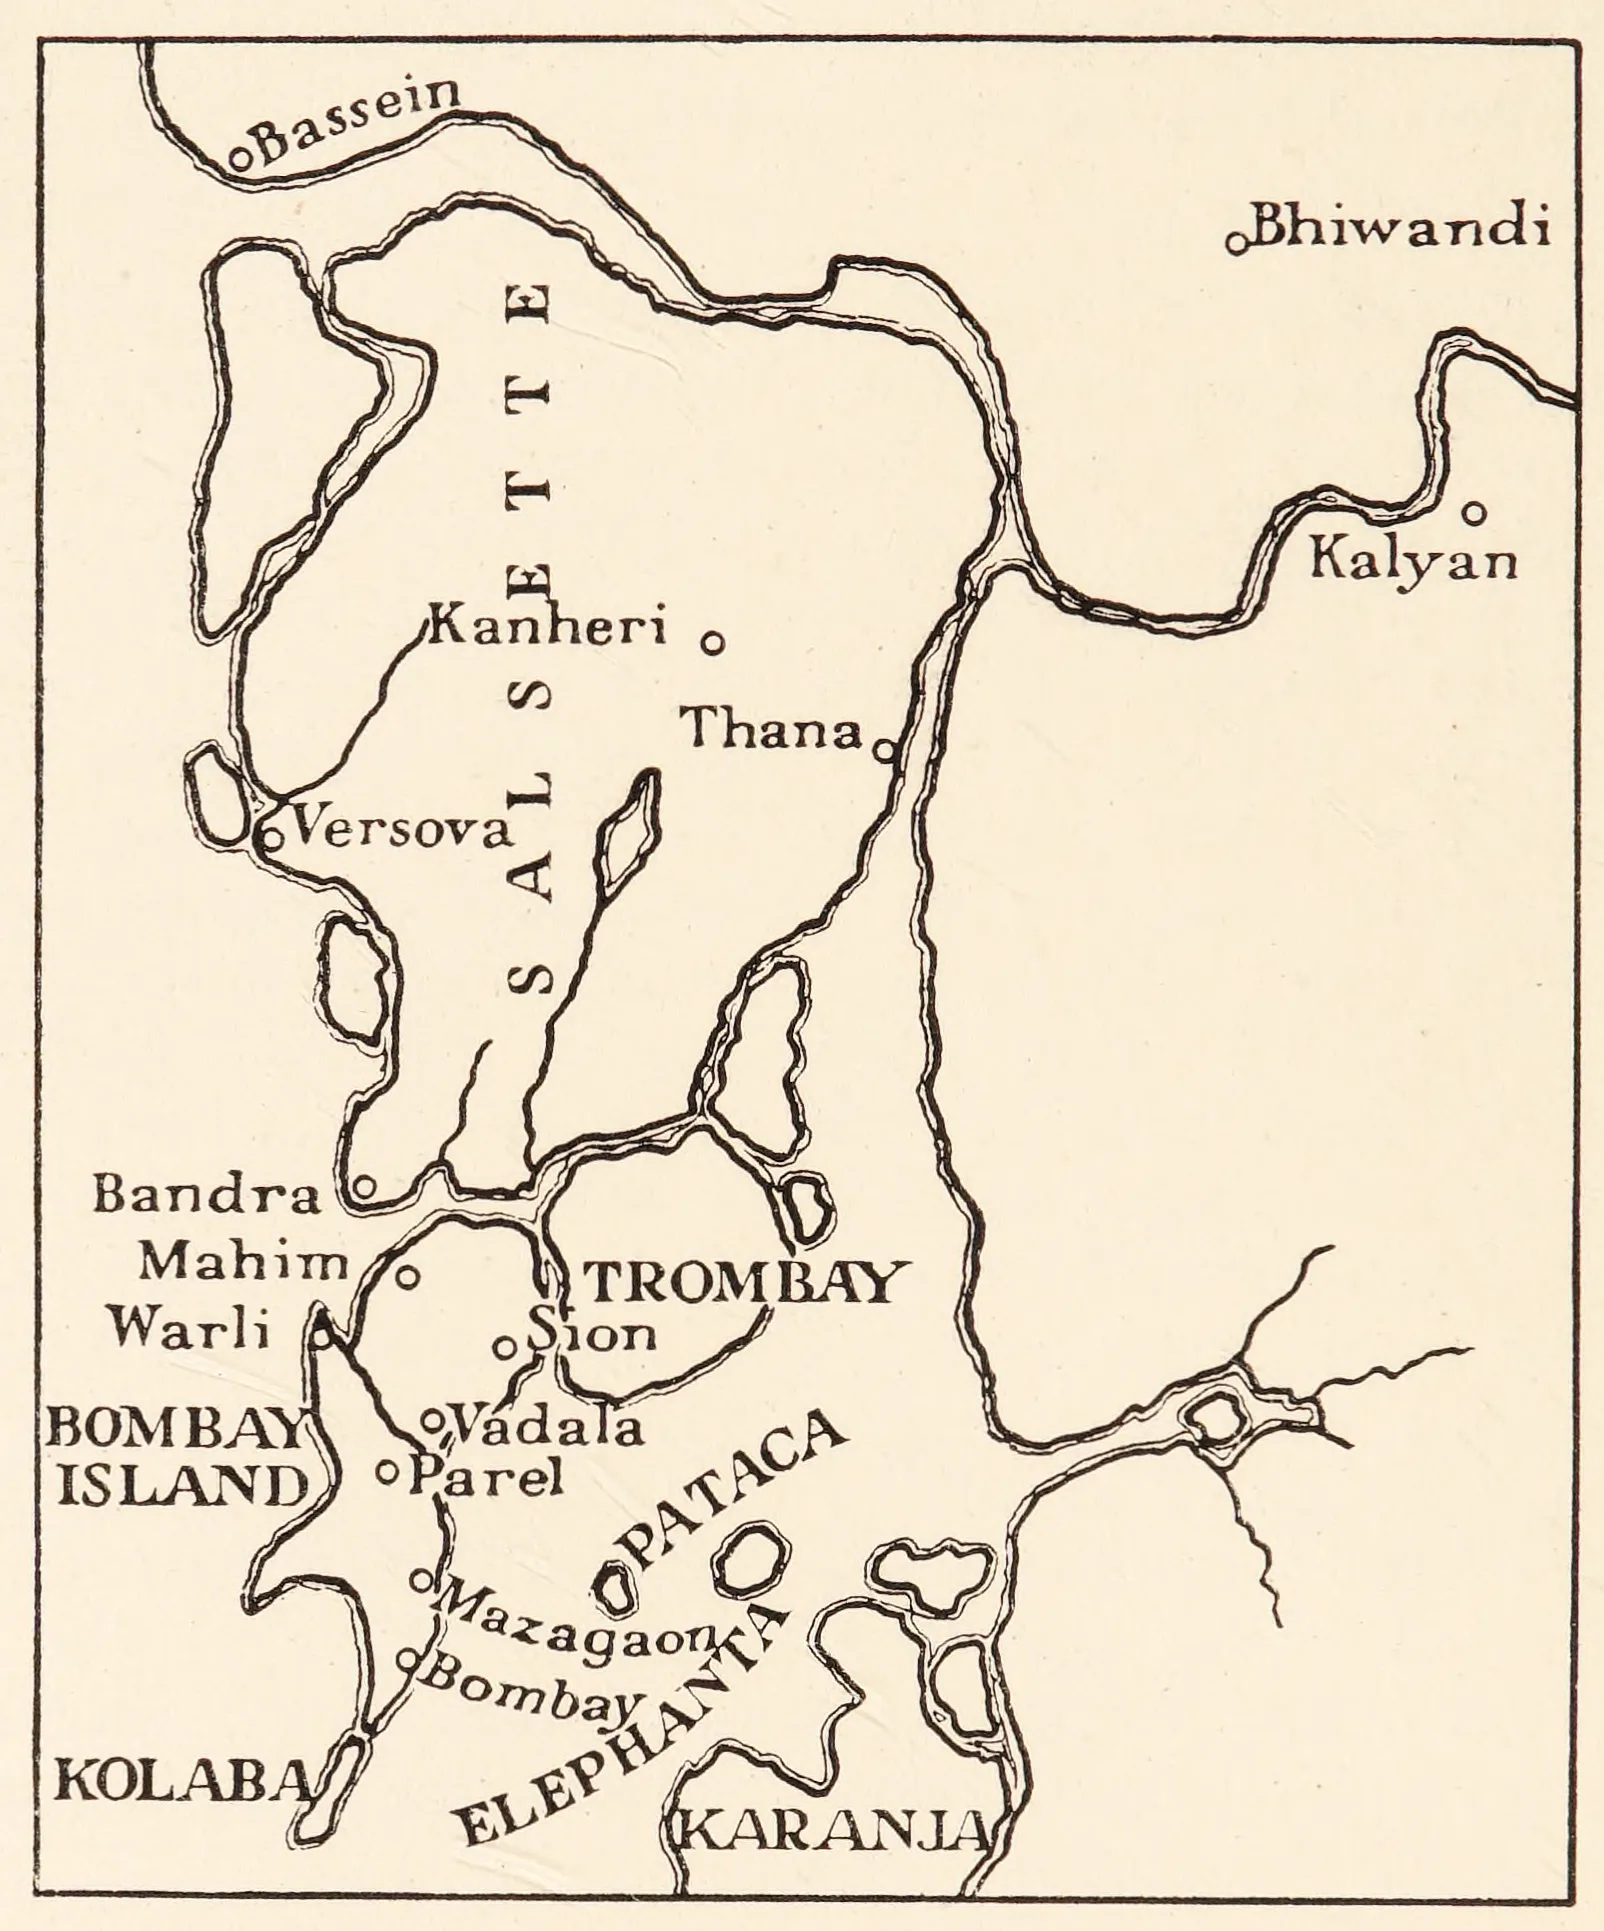 Bassein
Bhiwandi
Kalyan
SALSETTE
Kanheri
Thana
Versova
Bandra
Mahim
TROMBAY
Warli
Sion
BOMBAY
ISLAND
Vadala
Parel
PATACA
Mazagaon
Bombay
ELEPHANTA
KOLABA
KARANJA